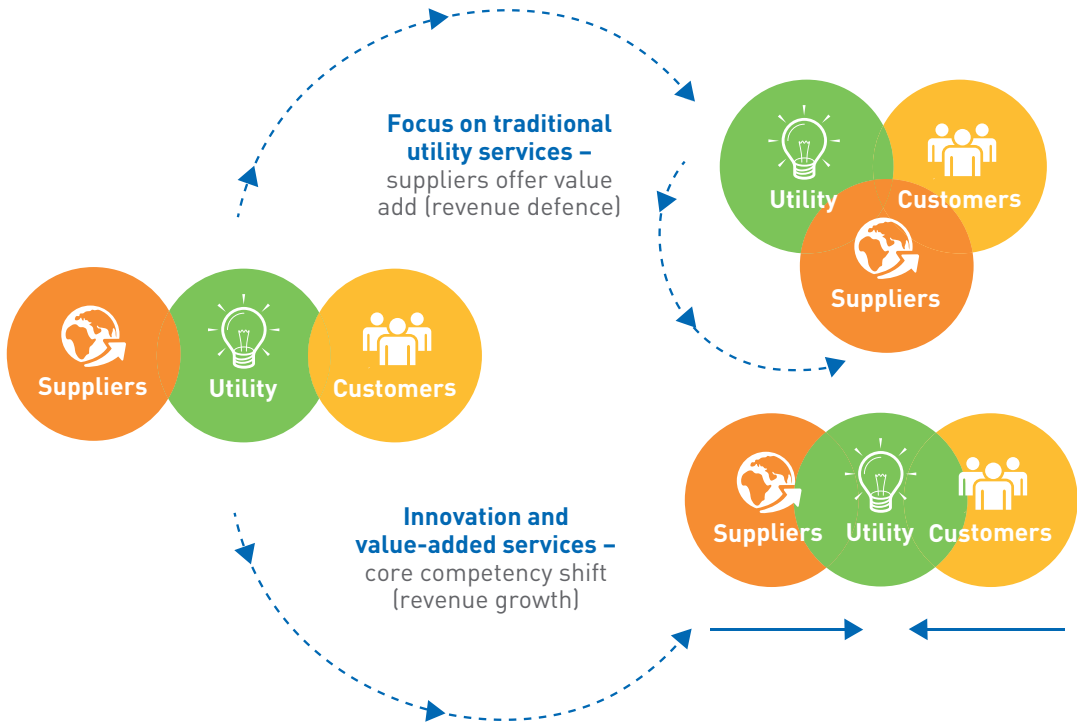 Focus on traditional
utility services –
suppliers offer value
add (revenue defence)
Utility
Customers
Suppliers
Suppliers
Utility
Customers
Innovation and
value-added services –
core competency shift
(revenue growth)
Suppliers
Utility
Customers